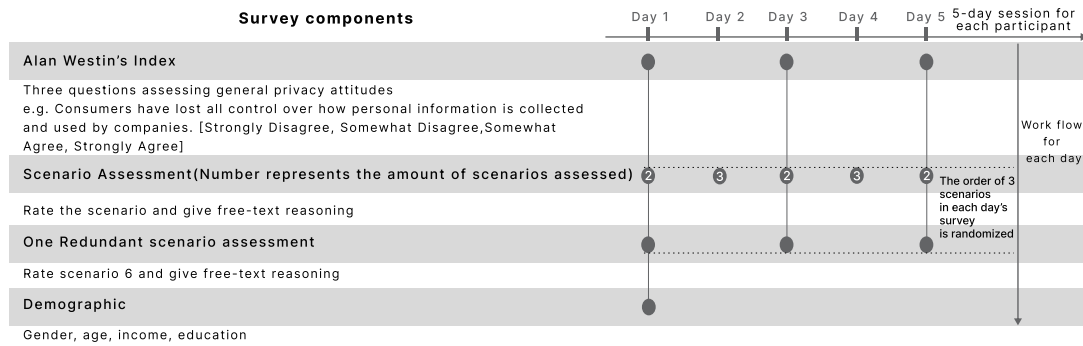 Survey components
Day 1 Day 2 Day 3 Day 4 Day 5
5-day session for
each participant
Alan Westin’s Index
Three questions assessing general privacy attitudes
e.g. Consumers have lost all control over how personal information is collected
and used by companies. [Strongly Disagree, Somewhat Disagree,Somewhat
Agree, Strongly Agree]
Work flow
for
each day
Scenario Assessment(Number represents the amount of scenarios assessed)
2 3 2 3 2
The order of 3
scenarios
in each day’s
survey
is randomized
Rate the scenario and give free-text reasoning
One Redundant scenario assessment
Rate scenario 6 and give free-text reasoning
Demographic
Gender, age, income, education